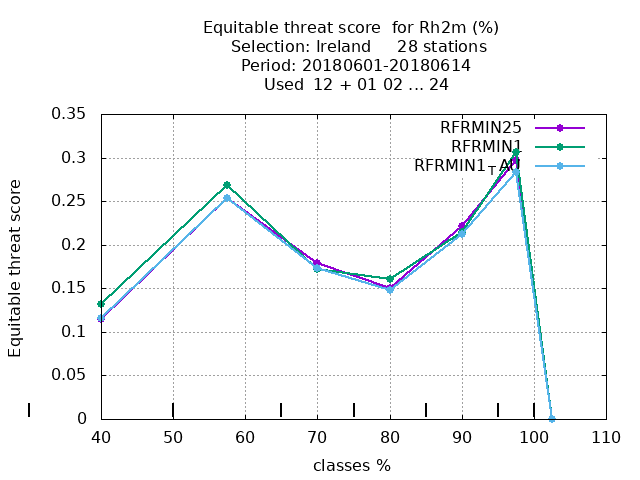 Equitable threat score  for Rh2m (%)
Selection: Ireland     28 stations
Period: 20180601-20180614
Used  12 + 01 02 ... 24
RFRMIN25
RFRMIN1
Equitable threat score
0.35
0.3
0.25
0.2
0.15
0.1
0.05
0
40 50 60 70 80 90 100 110
classes %